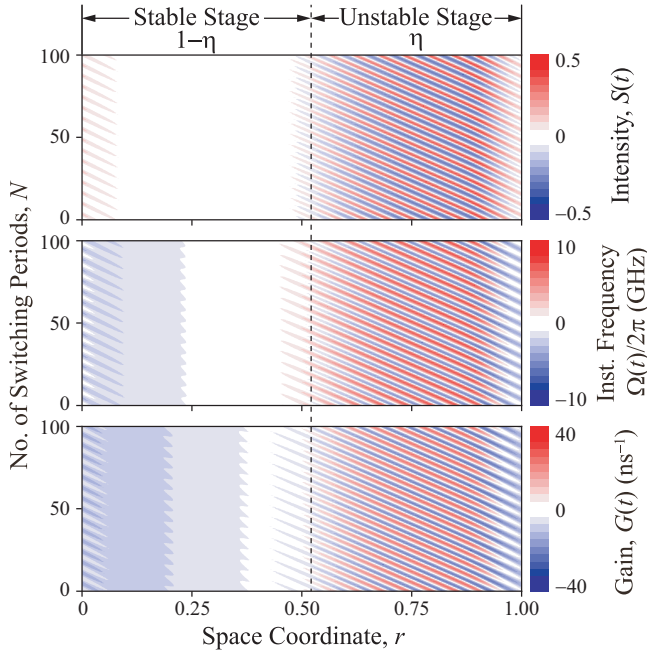 Stable Stage
Unstable Stage
1−η
η
100
50
0
0.5
0
−0.5
Intensity, S(t)
No. of Switching Periods, N
100
50
0
10
0
−10
Inst. Frequency
Ω(t)/2π (GHz)
100
50
0
40
0
−40
Gain, G(t) (ns⁻¹)
0
0.25
0.50
0.75
1.00
Space Coordinate, r